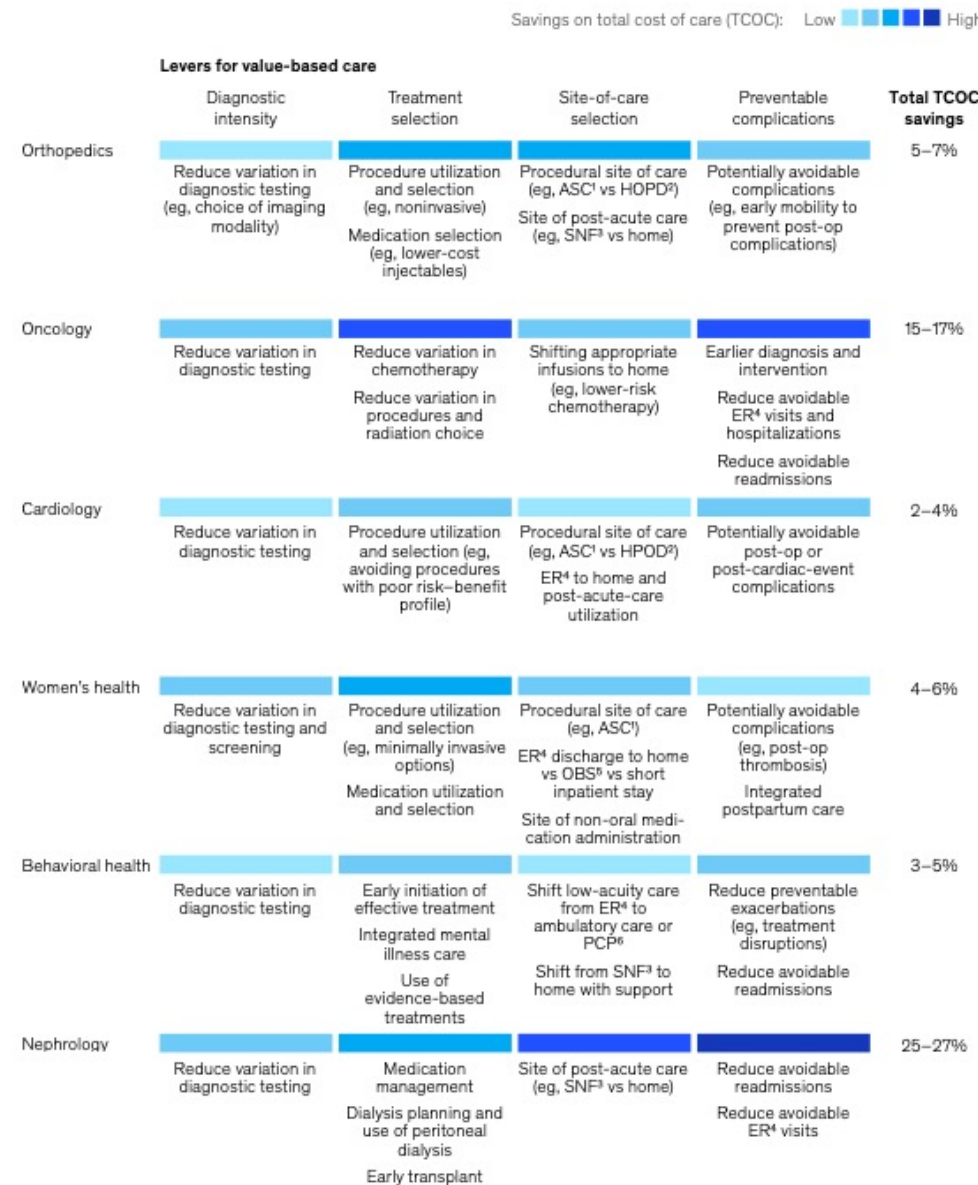 Savings on total cost of care (TCOC): Low High
Levers for value-based care
Diagnostic intensity
Treatment selection
Site-of-care selection
Preventable complications
Total TCOC savings
Orthopedics
Reduce variation in
diagnostic testing
(eg, choice of imaging
modality)
Procedure utilization
and selection
(eg, noninvasive)
Medication selection
(eg, lower-cost
injectables)
Procedural site of care
(eg, ASC¹ vs HOPD²)
Site of post-acute care
(eg, SNF³ vs home)
Potentially avoidable
complications
(eg, early mobility to
prevent post-op
complications)
5–7%
Oncology
Reduce variation in
diagnostic testing
Reduce variation in
chemotherapy
Reduce variation in
procedures and
radiation choice
Shifting appropriate
infusions to home
(eg, lower-risk
chemotherapy)
Earlier diagnosis and
intervention
Reduce avoidable
ER⁴ visits and
hospitalizations
Reduce avoidable
readmissions
15–17%
Cardiology
Reduce variation in
diagnostic testing
Procedure utilization
and selection (eg,
avoiding procedures
with poor risk–benefit
profile)
Procedural site of care
(eg, ASC¹ vs HPOD²)
ER⁴ to home and
post-acute-care
utilization
Potentially avoidable
post-op or
post-cardiac-event
complications
2–4%
Women's health
Reduce variation in
diagnostic testing and
screening
Procedure utilization
and selection
(eg, minimally invasive
options)
Medication utilization
and selection
Procedural site of care
(eg, ASC¹)
ER⁴ discharge to home
vs OBS⁵ vs short
inpatient stay
Site of non-oral medi-
cation administration
Potentially avoidable
complications
(eg, post-op
thrombosis)
Integrated
postpartum care
4–6%
Behavioral health
Reduce variation in
diagnostic testing
Early initiation of
effective treatment
Integrated mental
illness care
Use of
evidence-based
treatments
Shift low-acuity care
from ER⁴ to
ambulatory care or
PCP⁶
Shift from SNF³ to
home with support
Reduce preventable
exacerbations
(eg, treatment
disruptions)
Reduce avoidable
readmissions
3–5%
Nephrology
Reduce variation in
diagnostic testing
Medication
management
Dialysis planning and
use of peritoneal
dialysis
Early transplant
Site of post-acute care
(eg, SNF³ vs home)
Reduce avoidable
readmissions
Reduce avoidable
ER⁴ visits
25–27%